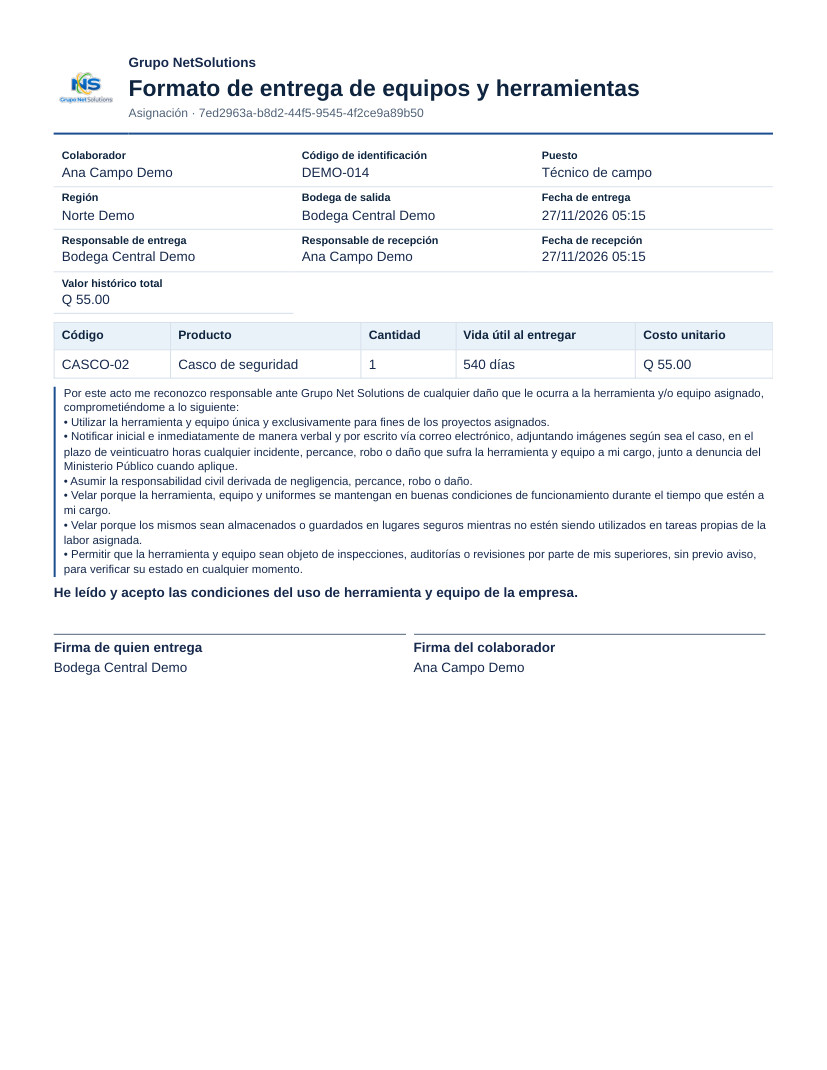 NS
Grupo NetSolutions
Grupo NetSolutions
Formato de entrega de equipos y herramientas
Asignación · 7ed2963a-b8d2-44f5-9545-4f2ce9a89b50
Colaborador Código de identificación Puesto
Ana Campo Demo DEMO-014 Técnico de campo
Región Bodega de salida Fecha de entrega
Norte Demo Bodega Central Demo 27/11/2026 05:15
Responsable de entrega Responsable de recepción Fecha de recepción
Bodega Central Demo Ana Campo Demo 27/11/2026 05:15
Valor histórico total
Q 55.00
Código Producto Cantidad Vida útil al entregar Costo unitario
CASCO-02 Casco de seguridad 1 540 días Q 55.00
Por este acto me reconozco responsable ante Grupo Net Solutions de cualquier daño que le ocurra a la herramienta y/o equipo asignado,
comprometiéndome a lo siguiente:
• Utilizar la herramienta y equipo única y exclusivamente para fines de los proyectos asignados.
• Notificar inicial e inmediatamente de manera verbal y por escrito vía correo electrónico, adjuntando imágenes según sea el caso, en el
plazo de veinticuatro horas cualquier incidente, percance, robo o daño que sufra la herramienta y equipo a mi cargo, junto a denuncia del
Ministerio Público cuando aplique.
• Asumir la responsabilidad civil derivada de negligencia, percance, robo o daño.
• Velar porque la herramienta, equipo y uniformes se mantengan en buenas condiciones de funcionamiento durante el tiempo que estén a
mi cargo.
• Velar porque los mismos sean almacenados o guardados en lugares seguros mientras no estén siendo utilizados en tareas propias de la
labor asignada.
• Permitir que la herramienta y equipo sean objeto de inspecciones, auditorías o revisiones por parte de mis superiores, sin previo aviso,
para verificar su estado en cualquier momento.
He leído y acepto las condiciones del uso de herramienta y equipo de la empresa.
Firma de quien entrega Firma del colaborador
Bodega Central Demo Ana Campo Demo